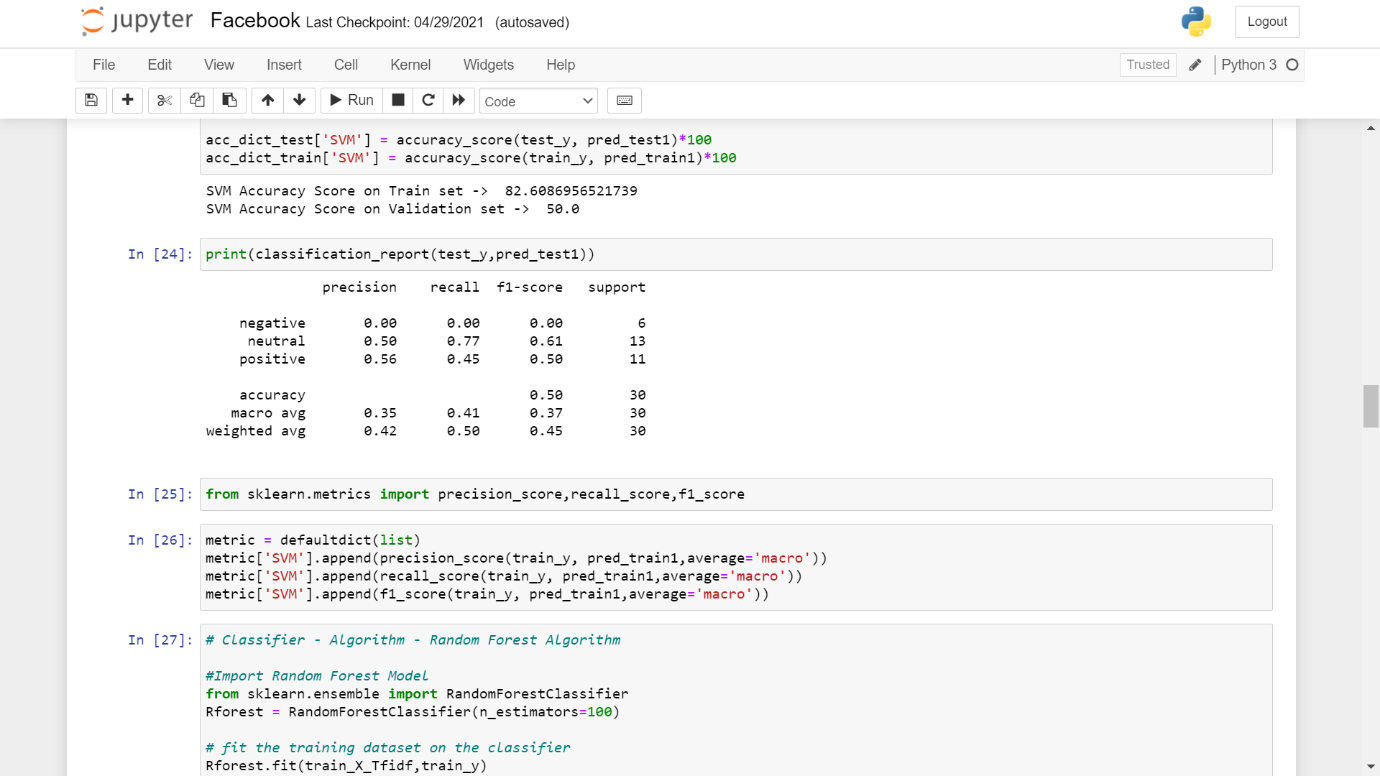 jupyter Facebook Last Checkpoint: 04/29/2021 (autosaved)
Logout
File Edit View Insert Cell Kernel Widgets Help
Trusted Python 3
Run Code
acc_dict_test['SVM'] = accuracy_score(test_y, pred_test1)*100
acc_dict_train['SVM'] = accuracy_score(train_y, pred_train1)*100
SVM Accuracy Score on Train set -> 82.6086956521739
SVM Accuracy Score on Validation set -> 50.0
In [24]: print(classification_report(test_y,pred_test1))
precision recall f1-score support
negative 0.00 0.00 0.00 6
neutral 0.50 0.77 0.61 13
positive 0.56 0.45 0.50 11
accuracy 0.50 30
macro avg 0.35 0.41 0.37 30
weighted avg 0.42 0.50 0.45 30
In [25]: from sklearn.metrics import precision_score,recall_score,f1_score
In [26]: metric = defaultdict(list)
metric['SVM'].append(precision_score(train_y, pred_train1,average='macro'))
metric['SVM'].append(recall_score(train_y, pred_train1,average='macro'))
metric['SVM'].append(f1_score(train_y, pred_train1,average='macro'))
In [27]: # Classifier - Algorithm - Random Forest Algorithm
#Import Random Forest Model
from sklearn.ensemble import RandomForestClassifier
Rforest = RandomForestClassifier(n_estimators=100)
# fit the training dataset on the classifier
Rforest.fit(train_X_Tfidf,train_y)